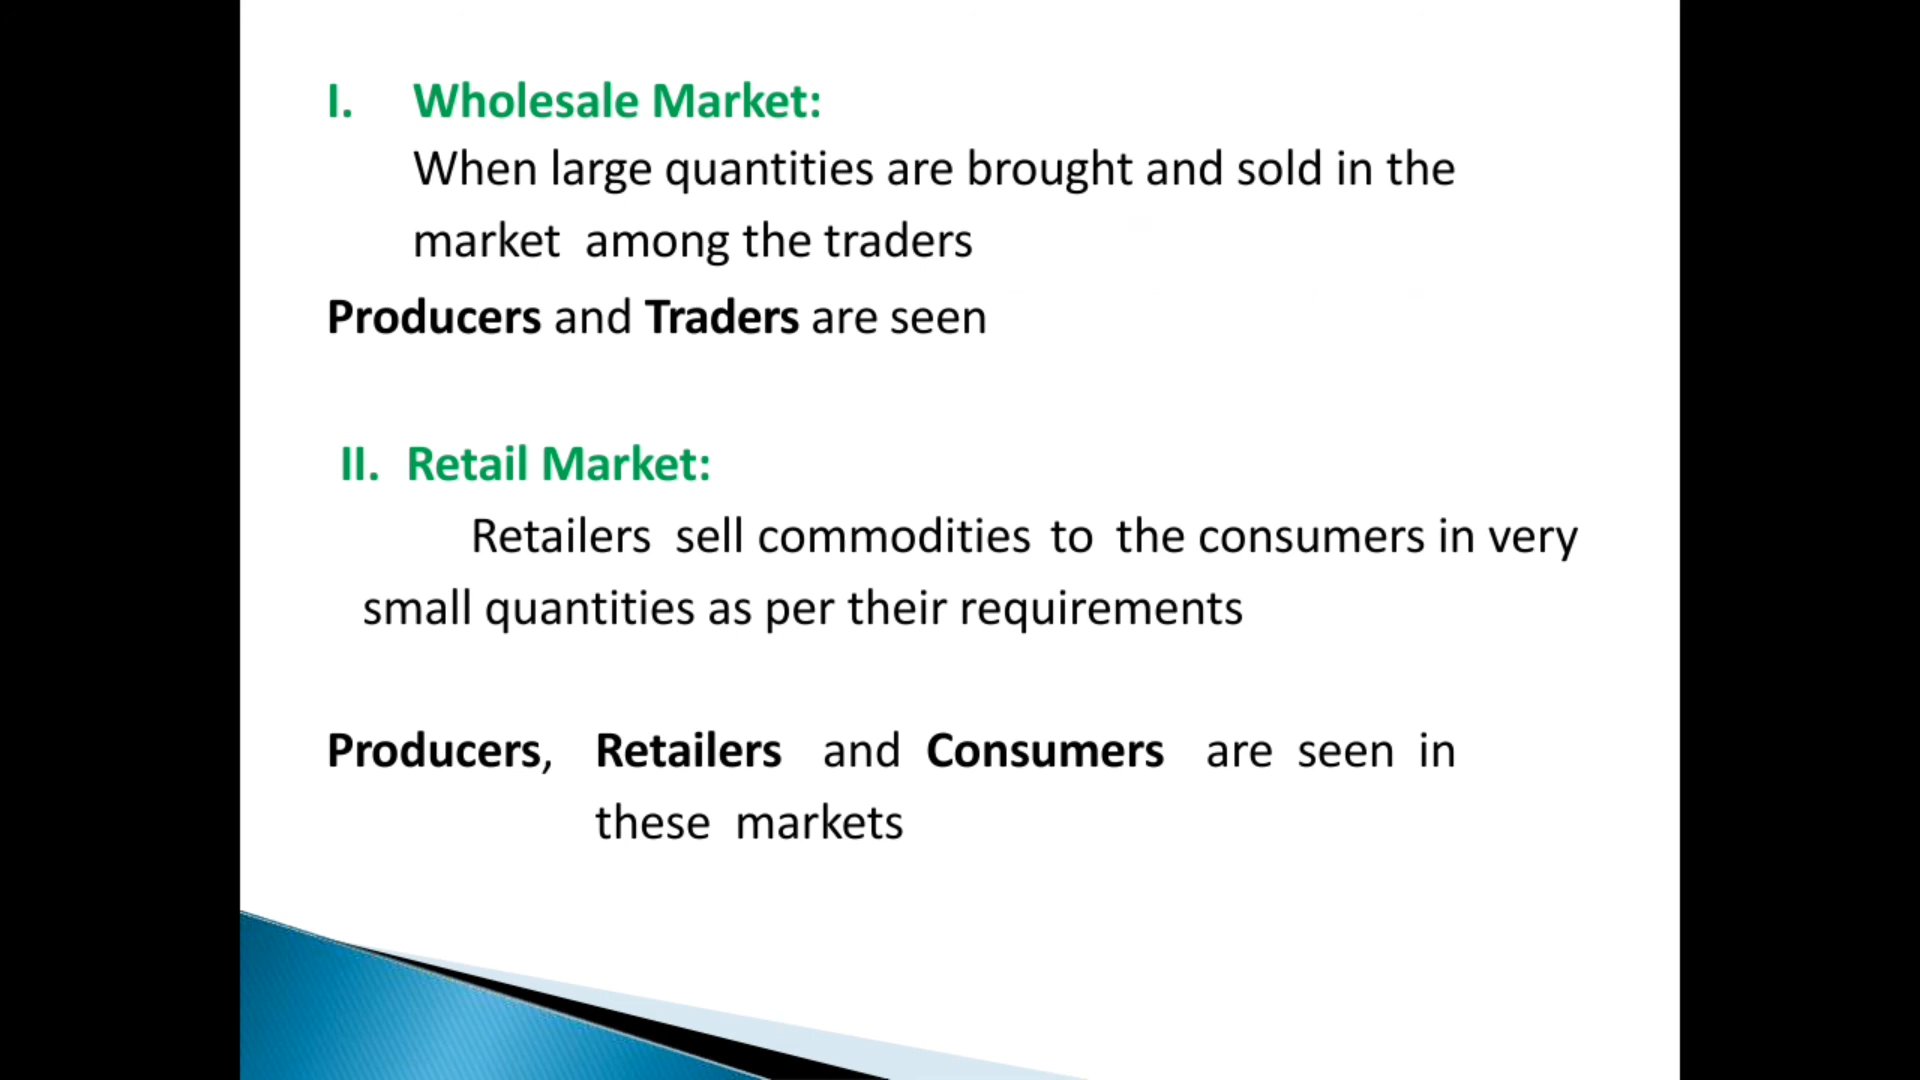 I. Wholesale Market:
When large quantities are brought and sold in the
market among the traders
Producers and Traders are seen
II. Retail Market:
Retailers sell commodities to the consumers in very
small quantities as per their requirements
Producers, Retailers and Consumers are seen in
these markets